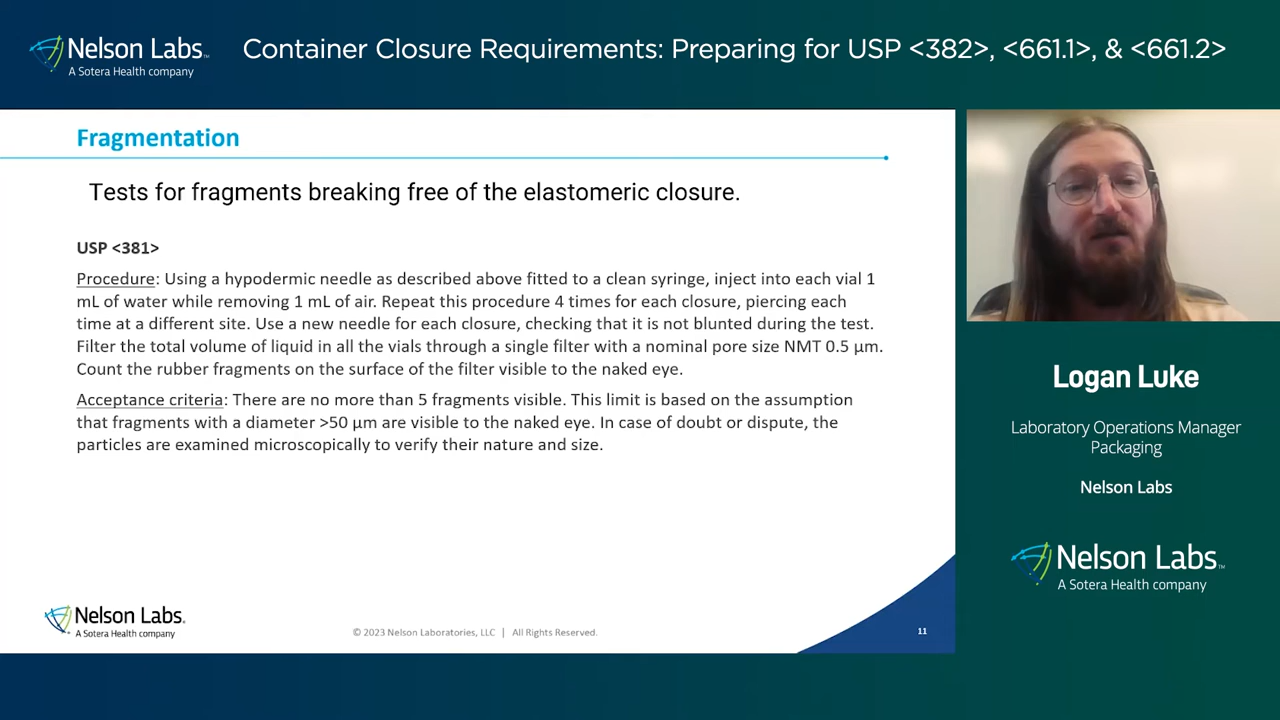 Nelson Labs™
A Sotera Health company
Container Closure Requirements: Preparing for USP <382>, <661.1>, & <661.2>
Fragmentation
Tests for fragments breaking free of the elastomeric closure.
USP <381>
Procedure: Using a hypodermic needle as described above fitted to a clean syringe, inject into each vial 1
mL of water while removing 1 mL of air. Repeat this procedure 4 times for each closure, piercing each
time at a different site. Use a new needle for each closure, checking that it is not blunted during the test.
Filter the total volume of liquid in all the vials through a single filter with a nominal pore size NMT 0.5 µm.
Count the rubber fragments on the surface of the filter visible to the naked eye.
Acceptance criteria: There are no more than 5 fragments visible. This limit is based on the assumption
that fragments with a diameter >50 µm are visible to the naked eye. In case of doubt or dispute, the
particles are examined microscopically to verify their nature and size.
Nelson Labs.
A Sotera Health company
© 2023 Nelson Laboratories, LLC | All Rights Reserved.
11
Logan Luke
Laboratory Operations Manager
Packaging
Nelson Labs
Nelson Labs™
A Sotera Health company